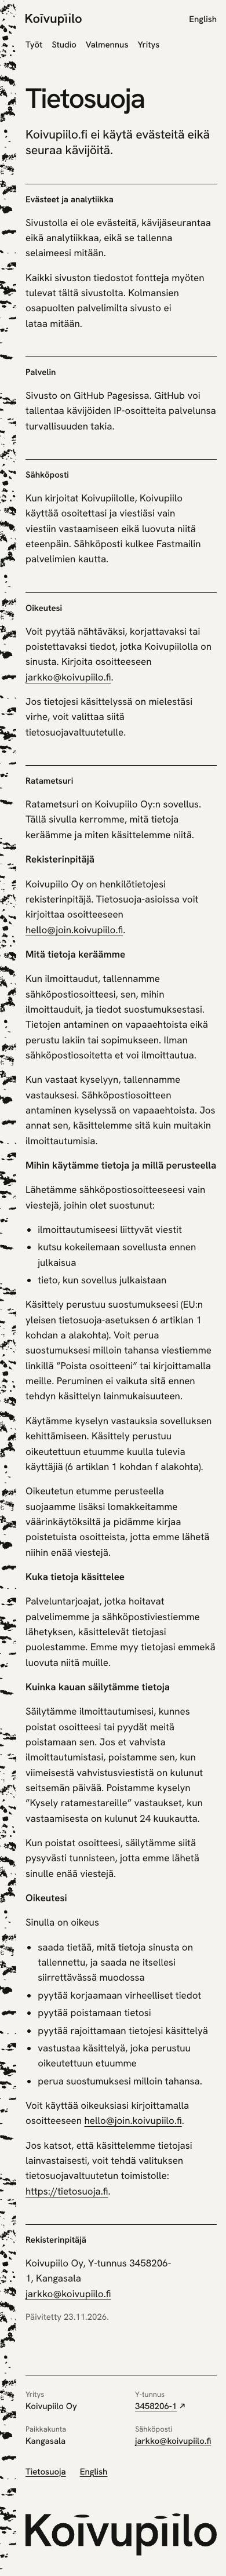 Koivupiilo
English
Työt Studio Valmennus Yritys
Tietosuoja
Koivupiilo.fi ei käytä evästeitä eikä
seuraa kävijöitä.
Evästeet ja analytiikka
Sivustolla ei ole evästeitä, kävijäseurantaa
eikä analytiikkaa, eikä se tallenna
selaimeesi mitään.
Kaikki sivuston tiedostot fontteja myöten
tulevat tältä sivustolta. Kolmansien
osapuolten palvelimilta sivusto ei
lataa mitään.
Palvelin
Sivusto on GitHub Pagesissa. GitHub voi
tallentaa kävijöiden IP-osoitteita palvelunsa
turvallisuuden takia.
Sähköposti
Kun kirjoitat Koivupiilolle, Koivupiilo
käyttää osoitettasi ja viestiäsi vain
viestiin vastaamiseen eikä luovuta niitä
eteenpäin. Sähköposti kulkee Fastmailin
palvelimien kautta.
Oikeutesi
Voit pyytää nähtäväksi, korjattavaksi tai
poistettavaksi tiedot, jotka Koivupiilolla on
sinusta. Kirjoita osoitteeseen
jarkko@koivupiilo.fi.
Jos tietojesi käsittelyssä on mielestäsi
virhe, voit valittaa siitä
tietosuojavaltuutetulle.
Ratametsuri
Ratametsuri on Koivupiilo Oy:n sovellus.
Tällä sivulla kerromme, mitä tietoja
keräämme ja miten käsittelemme niitä.
Rekisterinpitäjä
Koivupiilo Oy on henkilötietojesi
rekisterinpitäjä. Tietosuoja-asioissa voit
kirjoittaa osoitteeseen
hello@join.koivupiilo.fi.
Mitä tietoja keräämme
Kun ilmoittaudut, tallennamme
sähköpostiosoitteesi, sen, mihin
ilmoittauduit, ja tiedot suostumuksestasi.
Tietojen antaminen on vapaaehtoista eikä
perustu lakiin tai sopimukseen. Ilman
sähköpostiosoitetta et voi ilmoittautua.
Kun vastaat kyselyyn, tallennamme
vastauksesi. Sähköpostiosoitteen
antaminen kyselyssä on vapaaehtoista. Jos
annat sen, käsittelemme sitä kuin muitakin
ilmoittautumisia.
Mihin käytämme tietoja ja millä perusteella
Lähetämme sähköpostiosoitteeseesi vain
viestejä, joihin olet suostunut:
• ilmoittautumiseesi liittyvät viestit
• kutsu kokeilemaan sovellusta ennen
julkaisua
• tieto, kun sovellus julkaistaan
Käsittely perustuu suostumukseesi (EU:n
yleisen tietosuoja-asetuksen 6 artiklan 1
kohdan a alakohta). Voit perua
suostumuksesi milloin tahansa viestiemme
linkillä ”Poista osoitteeni” tai kirjoittamalla
meille. Peruminen ei vaikuta sitä ennen
tehdyn käsittelyn lainmukaisuuteen.
Käytämme kyselyn vastauksia sovelluksen
kehittämiseen. Käsittely perustuu
oikeutettuun etuumme kuulla tulevia
käyttäjiä (6 artiklan 1 kohdan f alakohta).
Oikeutetun etumme perusteella
suojaamme lisäksi lomakkeitamme
väärinkäytöksiltä ja pidämme kirjaa
poistetuista osoitteista, jotta emme lähetä
niihin enää viestejä.
Kuka tietoja käsittelee
Palveluntarjoajat, jotka hoitavat
palvelimemme ja sähköpostiviestiemme
lähetyksen, käsittelevät tietojasi
puolestamme. Emme myy tietojasi emmekä
luovuta niitä muille.
Kuinka kauan säilytämme tietoja
Säilytämme ilmoittautumisesi, kunnes
poistat osoitteesi tai pyydät meitä
poistamaan sen. Jos et vahvista
ilmoittautumistasi, poistamme sen, kun
viimeisestä vahvistusviestistä on kulunut
seitsemän päivää. Poistamme kyselyn
”Kysely ratamestareille” vastaukset, kun
vastaamisesta on kulunut 24 kuukautta.
Kun poistat osoitteesi, säilytämme siitä
pysyvästi tunnisteen, jotta emme lähetä
sinulle enää viestejä.
Oikeutesi
Sinulla on oikeus
• saada tietää, mitä tietoja sinusta on
tallennettu, ja saada ne itsellesi
siirrettävässä muodossa
• pyytää korjaamaan virheelliset tiedot
• pyytää poistamaan tietosi
• pyytää rajoittamaan tietojesi käsittelyä
• vastustaa käsittelyä, joka perustuu
oikeutettuun etuumme
• perua suostumuksesi milloin tahansa.
Voit käyttää oikeuksiasi kirjoittamalla
osoitteeseen hello@join.koivupiilo.fi.
Jos katsot, että käsittelemme tietojasi
lainvastaisesti, voit tehdä valituksen
tietosuojavaltuutetun toimistolle:
https://tietosuoja.fi.
Rekisterinpitäjä
Koivupiilo Oy, Y-tunnus 3458206-
1, Kangasala
jarkko@koivupiilo.fi
Päivitetty 23.11.2026.
Yritys
Koivupiilo Oy
Y-tunnus
3458206-1 ↗
Paikkakunta
Kangasala
Sähköposti
jarkko@koivupiilo.fi
Tietosuoja English
Koivupiilo